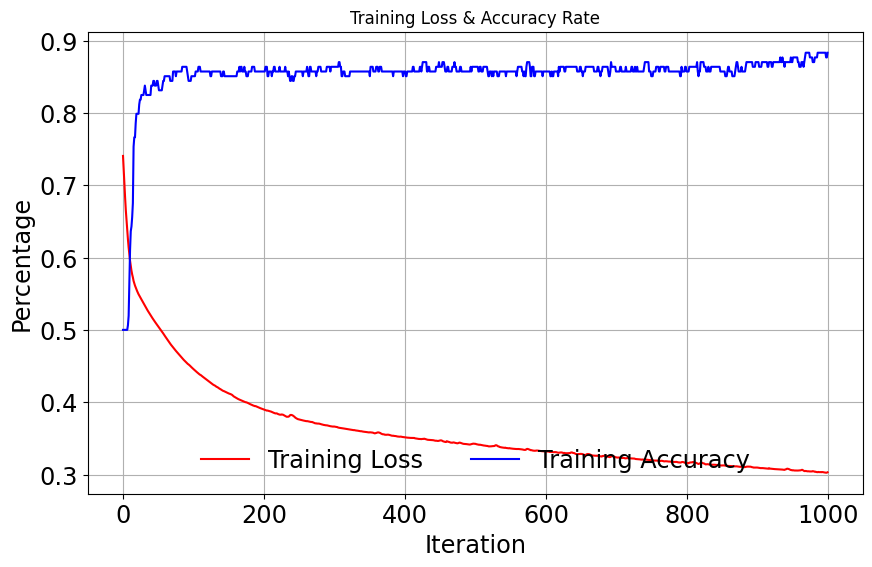 Training Loss & Accuracy Rate
0.9
0.8
0.7
0.6
0.5
0.4
0.3
Percentage
Training Loss
Training Accuracy
0
200
400
600
800
1000
Iteration